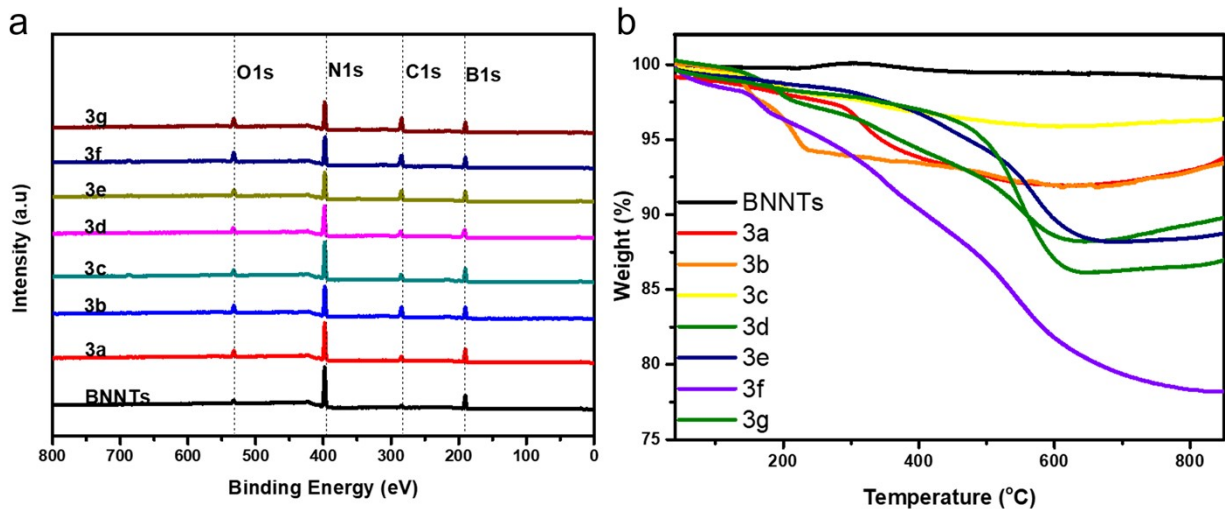 a
O1s
N1s
C1s
B1s
3g
3f
3e
3d
3c
3b
3a
BNNTs
Intensity (a.u)
800
700
600
500
400
300
200
100
0
Binding Energy (eV)
b
100
95
90
85
80
75
Weight (%)
BNNTs
3a
3b
3c
3d
3e
3f
3g
200
400
600
800
Temperature (°C)